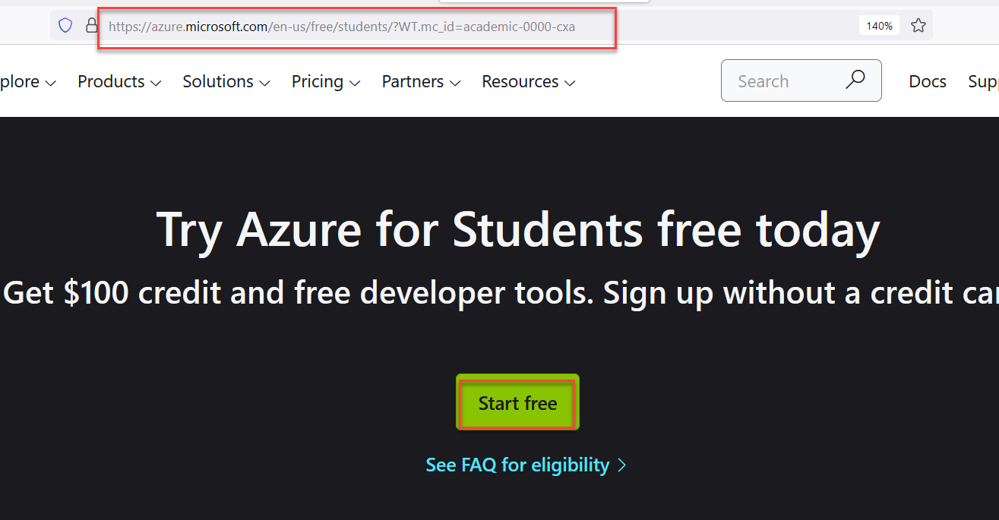 https://azure.microsoft.com/en-us/free/students/?WT.mc_id=academic-0000-cxa 140%
plore Products Solutions Pricing Partners Resources Search Docs Supp
Try Azure for Students free today
Get $100 credit and free developer tools. Sign up without a credit car
Start free
See FAQ for eligibility